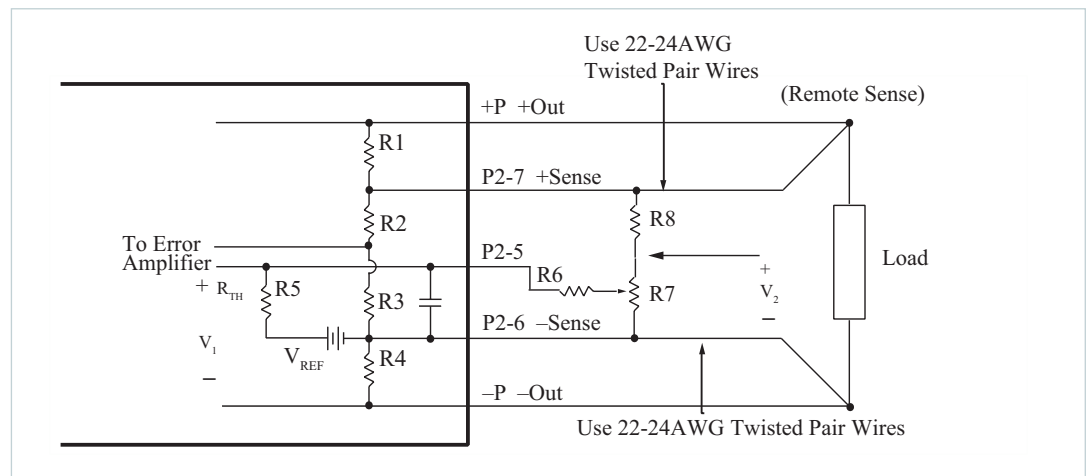 Use 22-24AWG
Twisted Pair Wires
(Remote Sense)
+P +Out
R1
P2-7 +Sense
R2
R8
To Error
Amplifier
P2-5
R6
Load
+ R_TH
R5
R3
R7
+
V_2
–
P2-6 –Sense
V_1
V_REF
R4
–
–P –Out
Use 22-24AWG Twisted Pair Wires